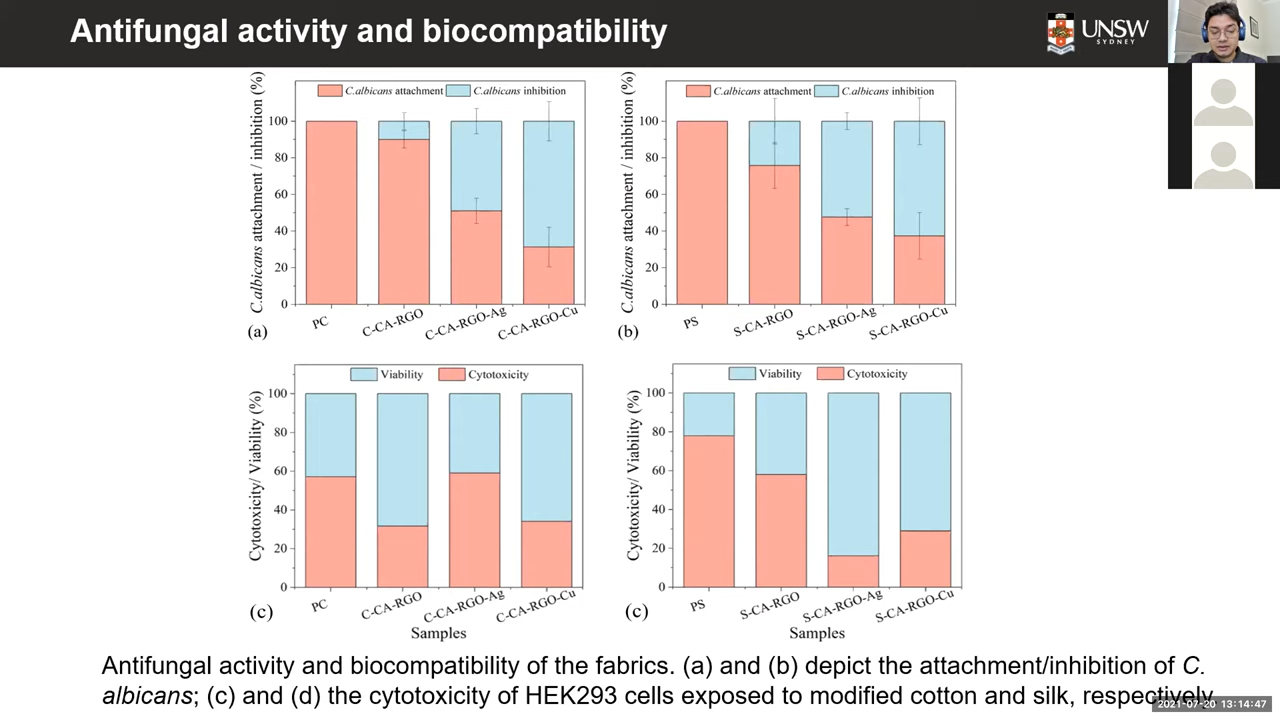 Antifungal activity and biocompatibility
UNSW
SYDNEY
C.albicans attachment C.albicans inhibition
C.albicans attachment / inhibition (%)
100
80
60
40
20
0
PC C-CA-RGO C-CA-RGO-Ag C-CA-RGO-Cu
(a)
C.albicans attachment C.albicans inhibition
C.albicans attachment / inhibition (%)
100
80
60
40
20
0
PS S-CA-RGO S-CA-RGO-Ag S-CA-RGO-Cu
(b)
Viability Cytotoxicity
Cytotoxicity/ Viability (%)
100
80
60
40
20
0
PC C-CA-RGO C-CA-RGO-Ag C-CA-RGO-Cu
(c)
Samples
Viability Cytotoxicity
Cytotoxicity/ Viability (%)
100
80
60
40
20
0
PS S-CA-RGO S-CA-RGO-Ag S-CA-RGO-Cu
(c)
Samples
Antifungal activity and biocompatibility of the fabrics. (a) and (b) depict the attachment/inhibition of C.
albicans; (c) and (d) the cytotoxicity of HEK293 cells exposed to modified cotton and silk, respectively
2021-07-20 13:14:47